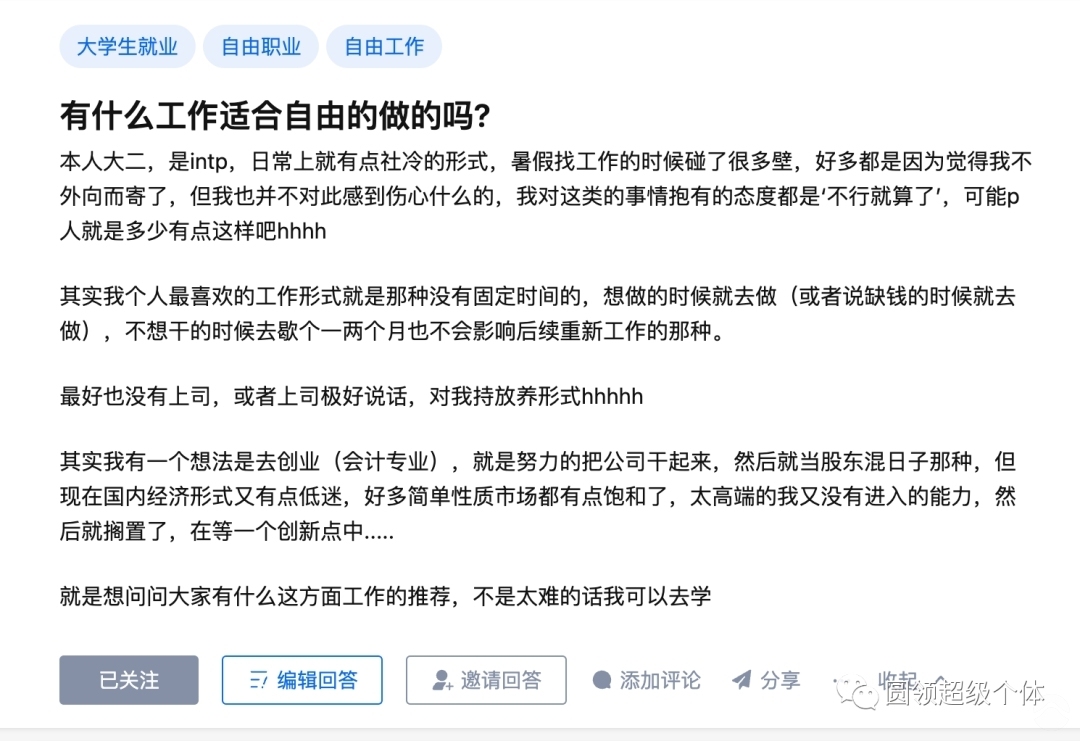 大学生就业 自由职业 自由工作
有什么工作适合自由的做的吗?
本人大二，是intp，日常上就有点社冷的形式，暑假找工作的时候碰了很多壁，好多都是因为觉得我不
外向而寄了，但我也并不对此感到伤心什么的，我对这类的事情抱有的态度都是‘不行就算了’，可能p
人就是多少有点这样吧hhhh
其实我个人最喜欢的工作形式就是那种没有固定时间的，想做的时候就去做（或者说缺钱的时候就去
做），不想干的时候去歇个一两个月也不会影响后续重新工作的那种。
最好也没有上司，或者上司极好说话，对我持放养形式hhhhh
其实我有一个想法是去创业（会计专业），就是努力的把公司干起来，然后就当股东混日子那种，但
现在国内经济形式又有点低迷，好多简单性质市场都有点饱和了，太高端的我又没有进入的能力，然
后就搁置了，在等一个创新点中.....
就是想问问大家有什么这方面工作的推荐，不是太难的话我可以去学
已关注 编辑回答 邀请回答 添加评论 分享 收起
圆领超级个体